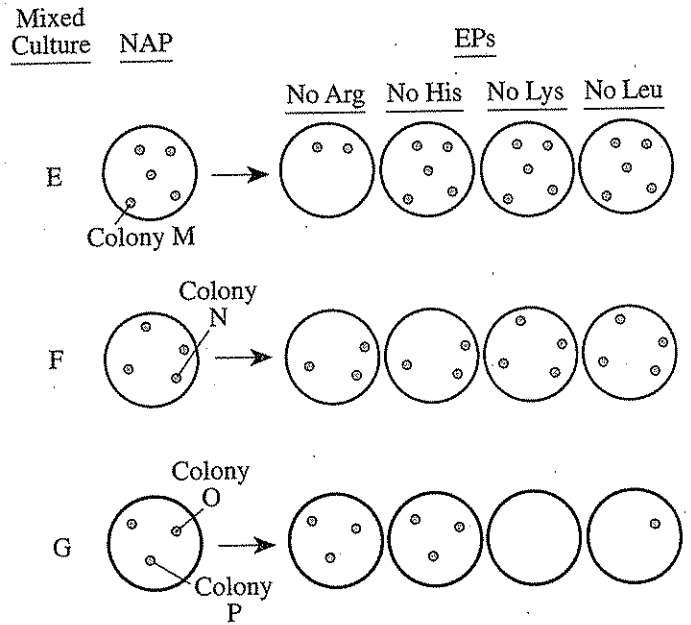 Mixed
Culture NAP EPs
No Arg No His No Lys No Leu
E
Colony M
Colony
N
F
Colony
O
G
Colony
P